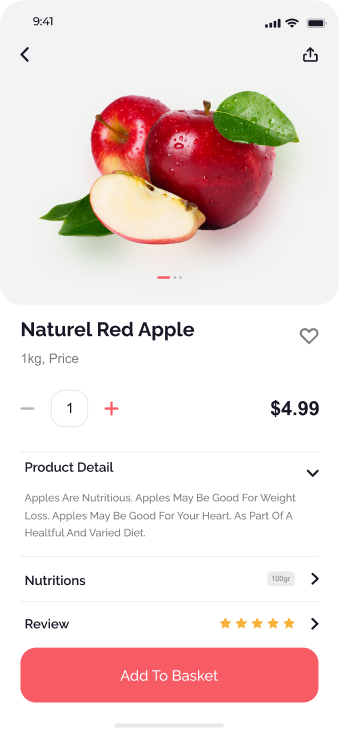 9:41
Naturel Red Apple
1kg, Price
1
$4.99
Product Detail
Apples Are Nutritious. Apples May Be Good For Weight
Loss. Apples May Be Good For Your Heart. As Part Of A
Healtful And Varied Diet.
Nutritions
100gr
Review
Add To Basket